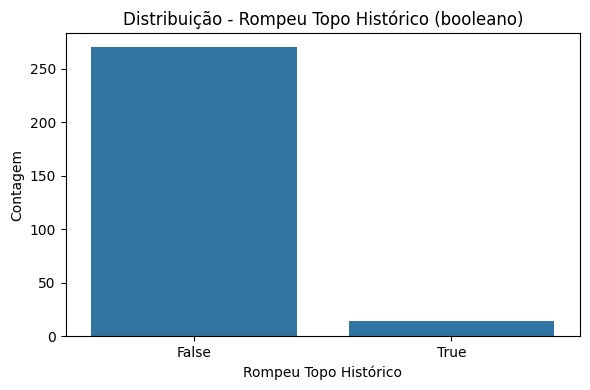 Distribuição - Rompeu Topo Histórico (booleano)
Contagem
250
200
150
100
50
0
False True
Rompeu Topo Histórico